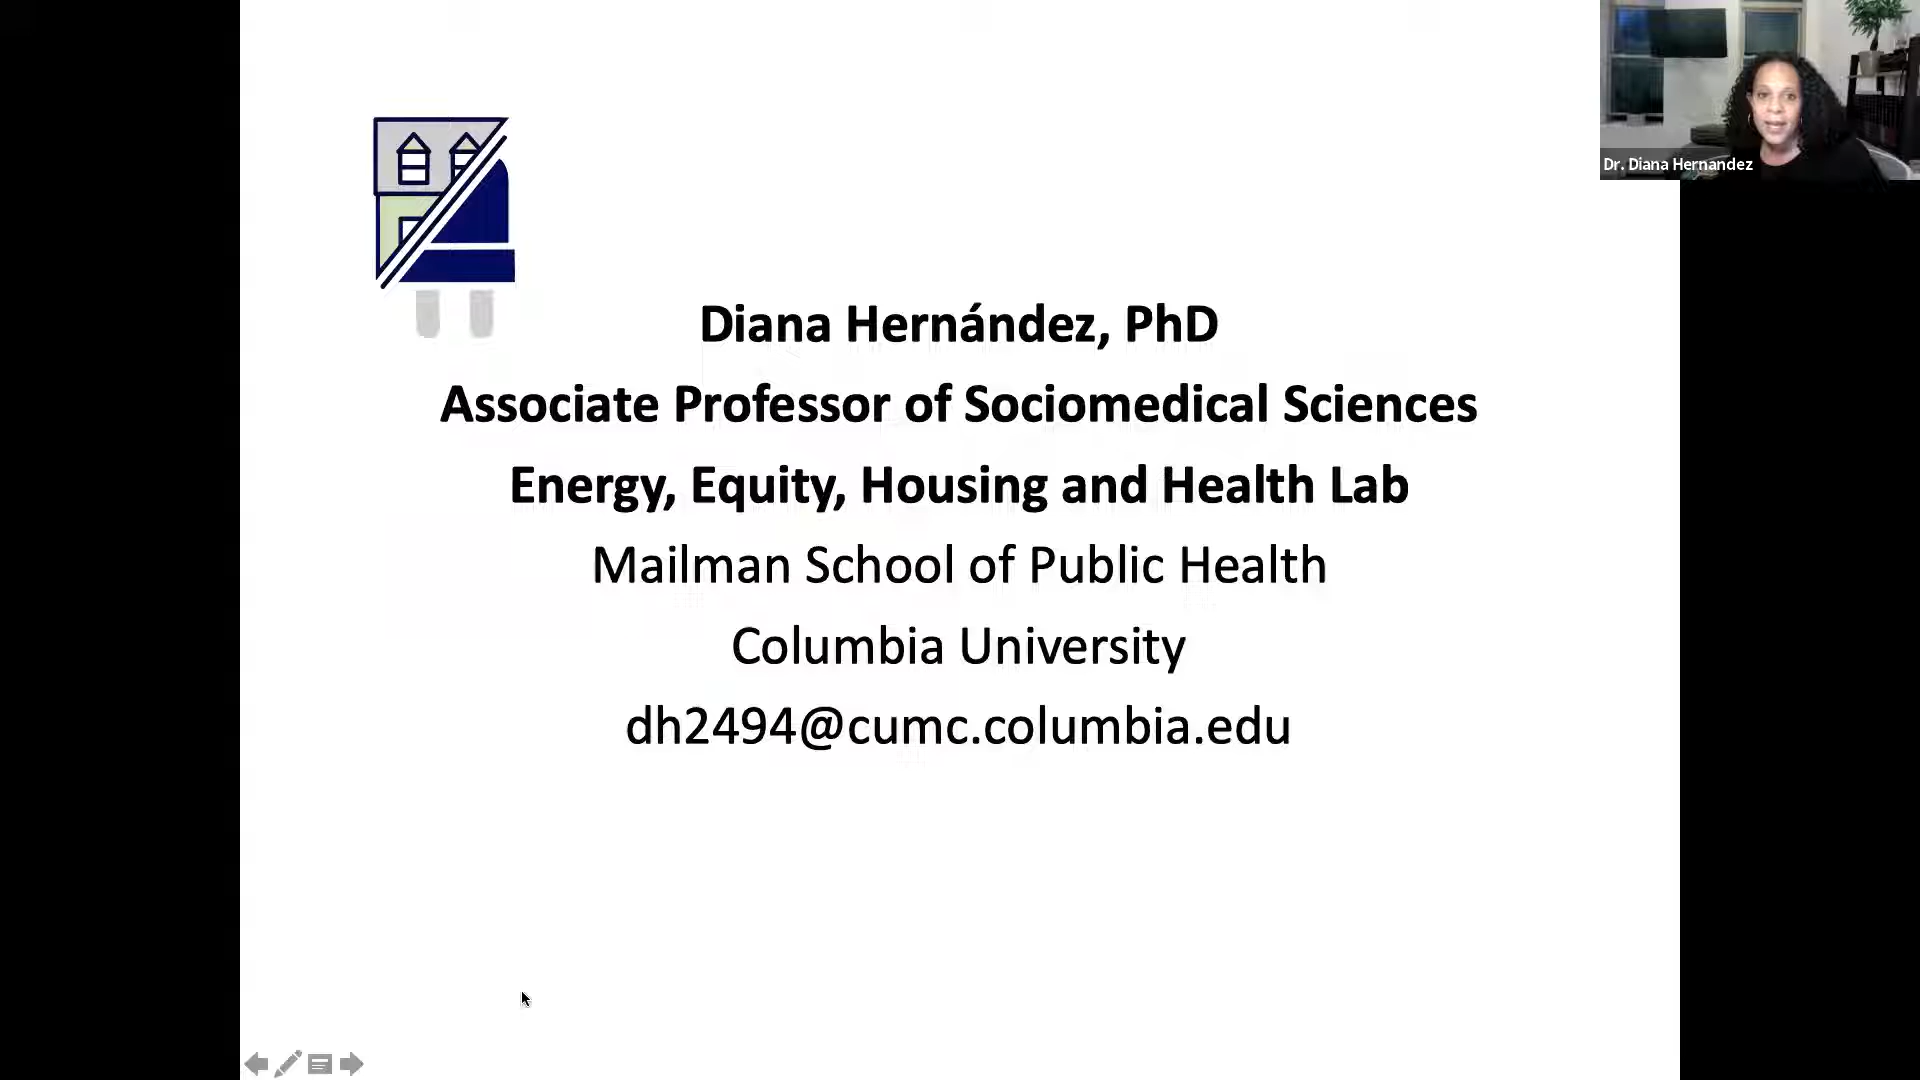 Dr. Diana Hernandez
Diana Hernández, PhD
Associate Professor of Sociomedical Sciences
Energy, Equity, Housing and Health Lab
Mailman School of Public Health
Columbia University
dh2494@cumc.columbia.edu